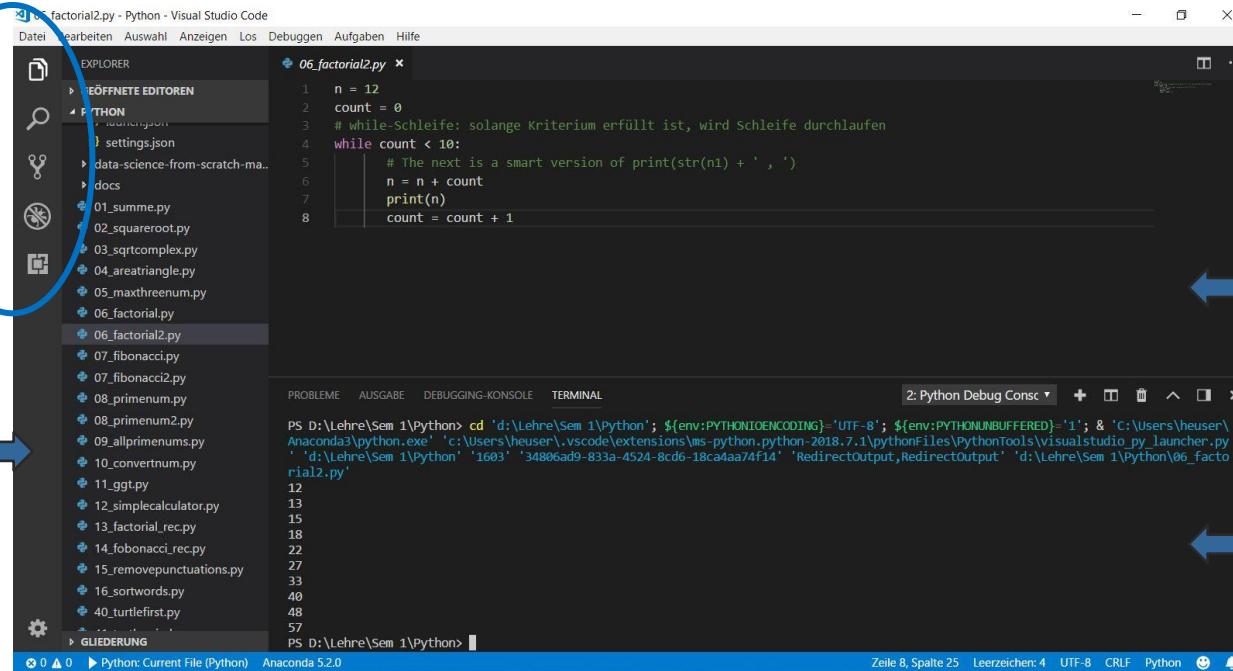 06_factorial2.py - Python - Visual Studio Code
Datei Bearbeiten Auswahl Anzeigen Los Debuggen Aufgaben Hilfe
EXPLORER
GEÖFFNETE EDITOREN
PYTHON
launch.json
settings.json
data-science-from-scratch-ma..
docs
01_summe.py
02_squareroot.py
03_sqrtcomplex.py
04_areatriangle.py
05_maxthreenum.py
06_factorial.py
06_factorial2.py
07_fibonacci.py
07_fibonacci2.py
08_primenum.py
08_primenum2.py
09_allprimenums.py
10_convertnum.py
11_ggt.py
12_simplecalculator.py
13_factorial_rec.py
14_fobonacci_rec.py
15_removepunctuations.py
16_sortwords.py
40_turtlefirst.py
GLIEDERUNG
06_factorial2.py
1 n = 12
2 count = 0
3 # while-Schleife: solange Kriterium erfüllt ist, wird Schleife durchlaufen
4 while count < 10:
5 # The next is a smart version of print(str(n1) + ' , ')
6 n = n + count
7 print(n)
8 count = count + 1
PROBLEME AUSGABE DEBUGGING-KONSOLE TERMINAL
2: Python Debug Consc
PS D:\Lehre\Sem 1\Python> cd 'd:\Lehre\Sem 1\Python'; ${env:PYTHONIOENCODING}='UTF-8'; ${env:PYTHONUNBUFFERED}='1'; & 'C:\Users\heuser\
Anaconda3\python.exe' 'c:\Users\heuser\.vscode\extensions\ms-python.python-2018.7.1\pythonFiles\PythonTools\visualstudio_py_launcher.py
' 'd:\Lehre\Sem 1\Python' '1603' '34806ad9-833a-4524-8cd6-18ca4aa74f14' 'RedirectOutput,RedirectOutput' 'd:\Lehre\Sem 1\Python\06_facto
rial2.py'
12
13
15
18
22
27
33
40
48
57
PS D:\Lehre\Sem 1\Python>
0 0 Python: Current File (Python) Anaconda 5.2.0 Zeile 8, Spalte 25 Leerzeichen: 4 UTF-8 CRLF Python